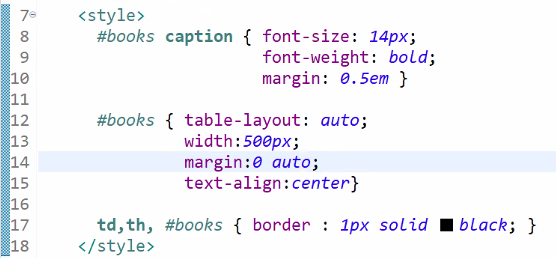 7 <style>
8 #books caption { font-size: 14px;
9 font-weight: bold;
10 margin: 0.5em }
11
12 #books { table-layout: auto;
13 width:500px;
14 margin:0 auto;
15 text-align:center}
16
17 td,th, #books { border : 1px solid black; }
18 </style>